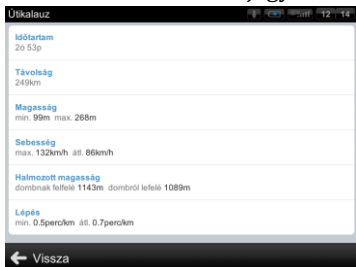 Útikalauz 12 14
Időtartam
2ó 53p
Távolság
249km
Magasság
min. 99m max. 268m
Sebesség
max. 132km/h átl. 86km/h
Halmozott magasság
dombnak felfelé 1143m dombról lefelé 1089m
Lépés
min. 0.5perc/km átl. 0.7perc/km
Vissza